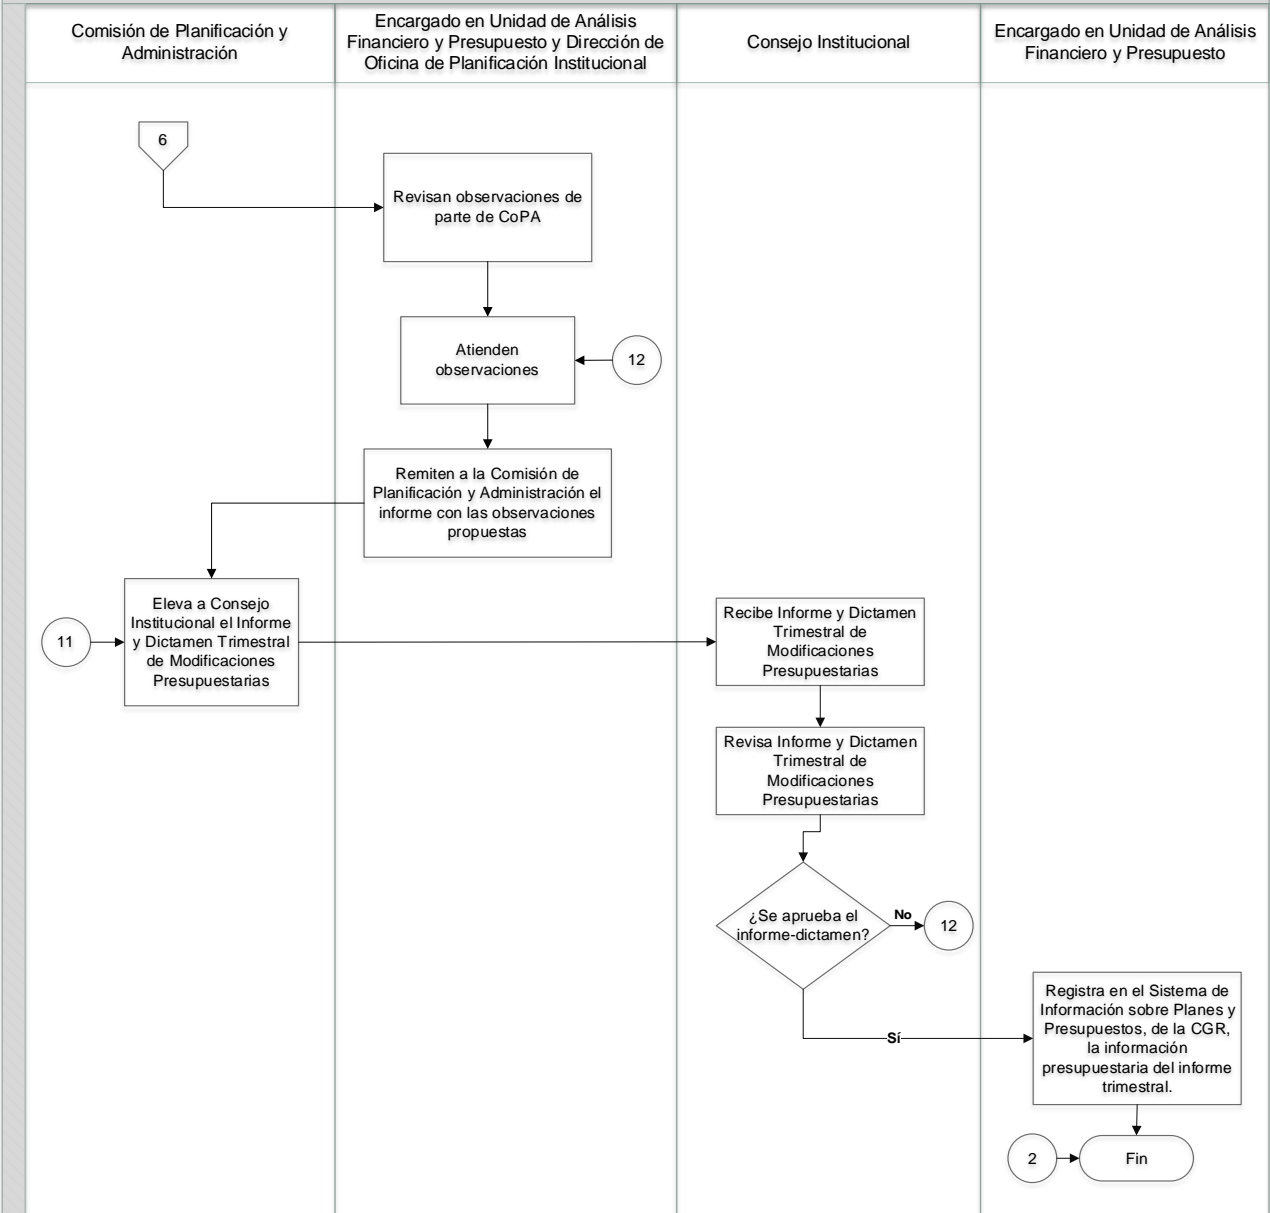 Comisión de Planificación y
Administración
Encargado en Unidad de Análisis
Financiero y Presupuesto y Dirección de
Oficina de Planificación Institucional
Consejo Institucional
Encargado en Unidad de Análisis
Financiero y Presupuesto
6
Revisan observaciones de
parte de CoPA
Atienden
observaciones
12
Remiten a la Comisión de
Planificación y Administración el
informe con las observaciones
propuestas
11
Eleva a Consejo
Institucional el Informe
y Dictamen Trimestral
de Modificaciones
Presupuestarias
Recibe Informe y Dictamen
Trimestral de
Modificaciones
Presupuestarias
Revisa Informe y Dictamen
Trimestral de
Modificaciones
Presupuestarias
¿Se aprueba el
informe-dictamen?
No
12
Sí
Registra en el Sistema de
Información sobre Planes y
Presupuestos, de la CGR,
la información
presupuestaria del informe
trimestral.
2
Fin